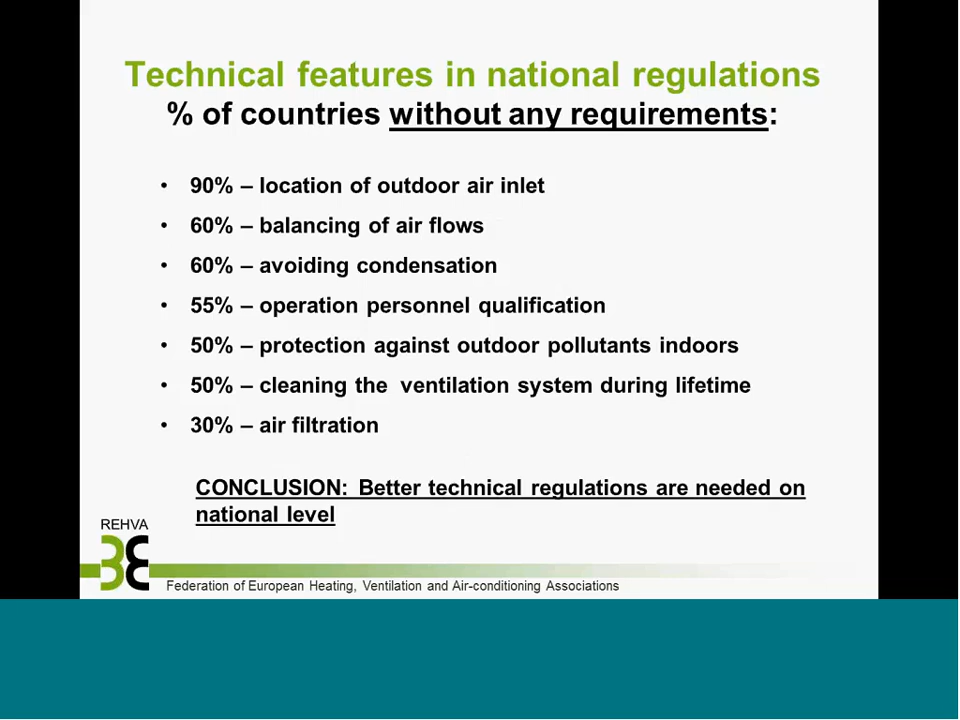 Technical features in national regulations
% of countries without any requirements:
• 90% – location of outdoor air inlet
• 60% – balancing of air flows
• 60% – avoiding condensation
• 55% – operation personnel qualification
• 50% – protection against outdoor pollutants indoors
• 50% – cleaning the  ventilation system during lifetime
• 30% – air filtration
CONCLUSION:  Better technical regulations are needed on
national level
REHVA
Federation of European Heating, Ventilation and Air-conditioning Associations